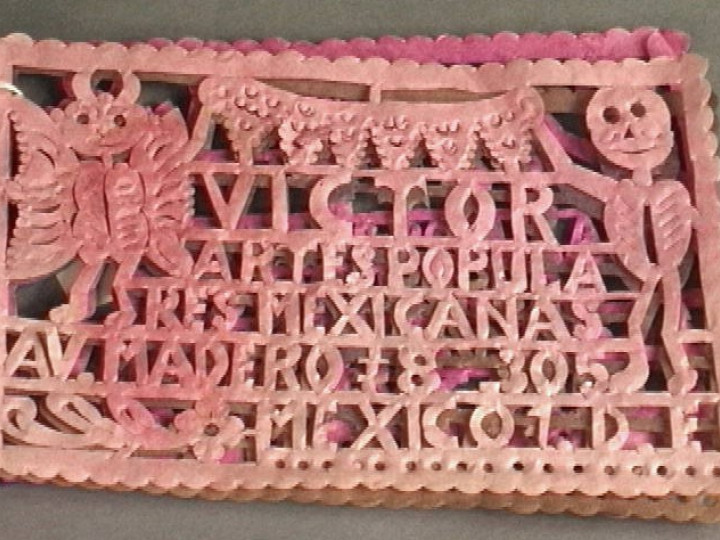 VICTOR
ARTES POPULA
RES MEXICANAS
AV. MADERO #8 305
MEXICO 1 D F